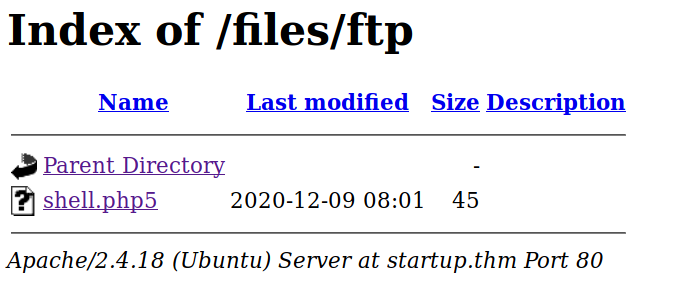 Index of /files/ftp
Name Last modified Size Description
Parent Directory -
shell.php5 2020-12-09 08:01 45
Apache/2.4.18 (Ubuntu) Server at startup.thm Port 80